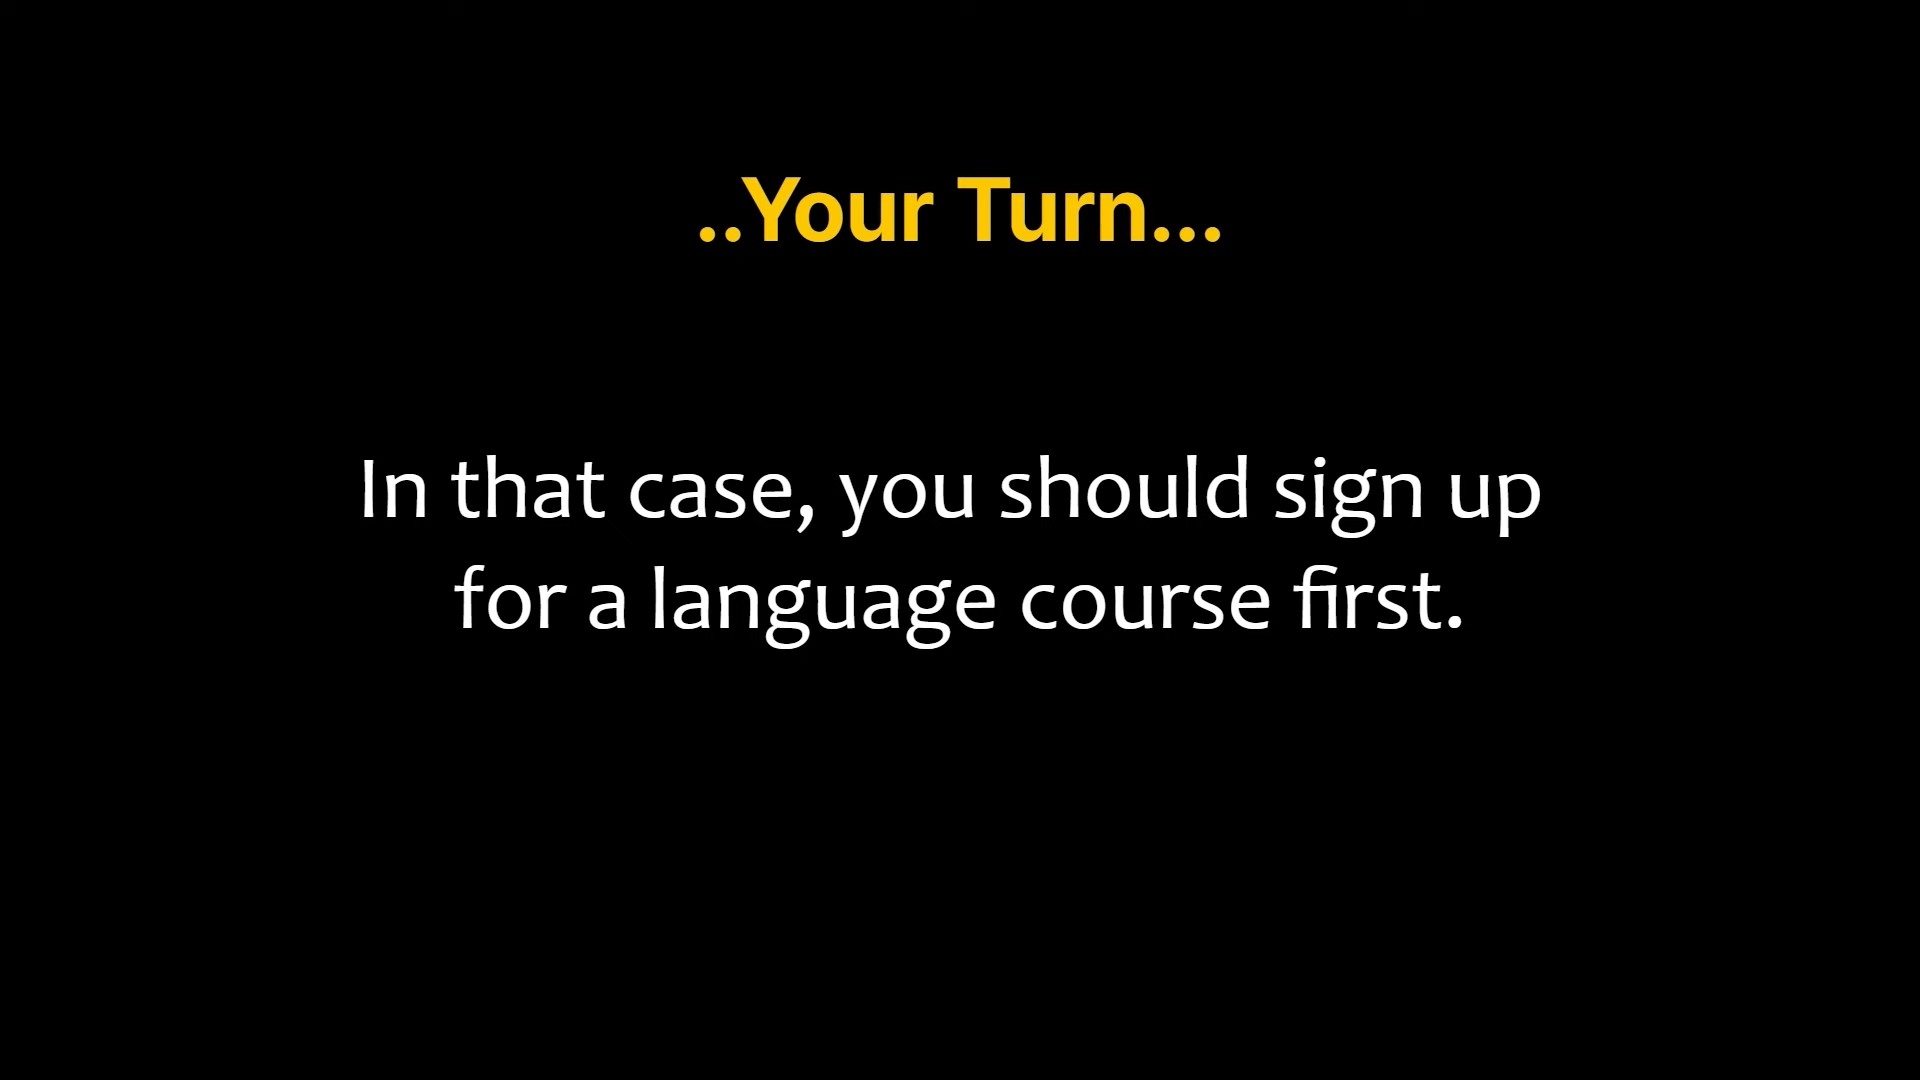 ..Your Turn...
In that case, you should sign up
for a language course first.